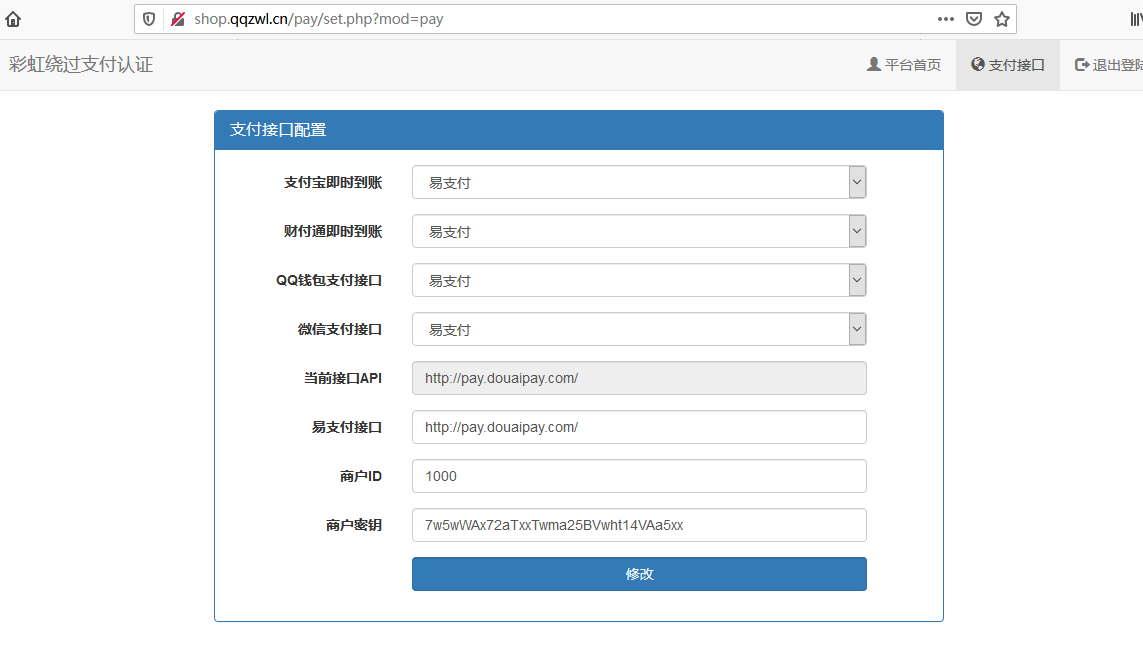 shop.qqzwl.cn/pay/set.php?mod=pay
彩虹绕过支付认证 平台首页 支付接口 退出登陆
支付接口配置
支付宝即时到账 易支付
财付通即时到账 易支付
QQ钱包支付接口 易支付
微信支付接口 易支付
当前接口API http://pay.douaipay.com/
易支付接口 http://pay.douaipay.com/
商户ID 1000
商户密钥 7w5wWAx72aTxxTwma25BVwht14VAa5xx
修改